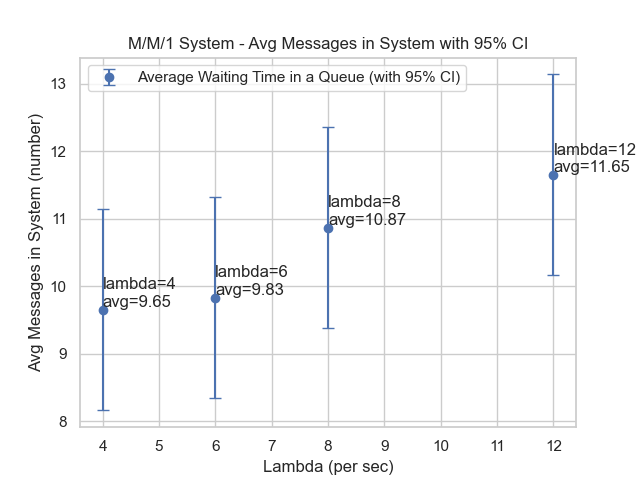 M/M/1 System - Avg Messages in System with 95% CI
Average Waiting Time in a Queue (with 95% CI)
Avg Messages in System (number)
13
12
11
10
9
8
lambda=4
avg=9.65
lambda=6
avg=9.83
lambda=8
avg=10.87
lambda=12
avg=11.65
4 5 6 7 8 9 10 11 12
Lambda (per sec)